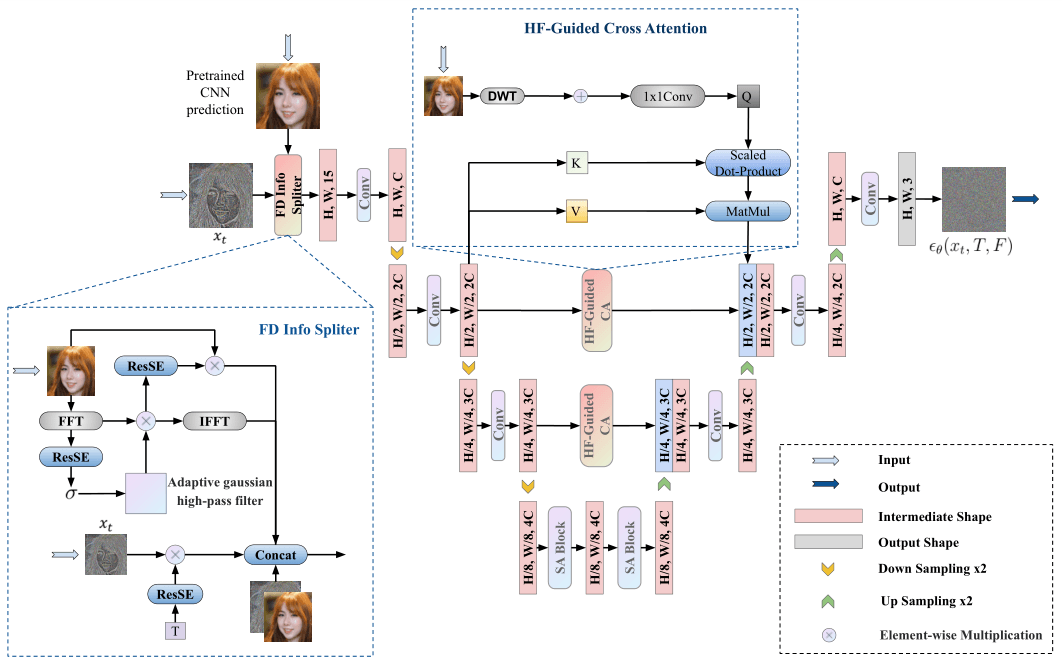 HF-Guided Cross Attention
Pretrained
CNN
prediction
DWT
1x1Conv
Q
K
Scaled
Dot-Product
V
MatMul
x_t
FD Info
Spliter
H, W, 15
Conv
H, W, C
H, W, C
Conv
H, W, 3
ϵ_θ(x_t, T, F)
H/2, W/2, 2C
Conv
H/2, W/2, 2C
HF-Guided
CA
H/2, W/2, 2C
H/2, W/2, 2C
Conv
H/4, W/4, 2C
H/4, W/4, 3C
Conv
H/4, W/4, 3C
HF-Guided
CA
H/4, W/4, 3C
H/4, W/4, 3C
Conv
H/4, W/4, 3C
H/8, W/8, 4C
SA Block
H/8, W/8, 4C
SA Block
H/8, W/8, 4C
FD Info Spliter
ResSE
FFT
IFFT
ResSE
σ
Adaptive gaussian
high-pass filter
x_t
Concat
ResSE
T
Input
Output
Intermediate Shape
Output Shape
Down Sampling x2
Up Sampling x2
Element-wise Multiplication